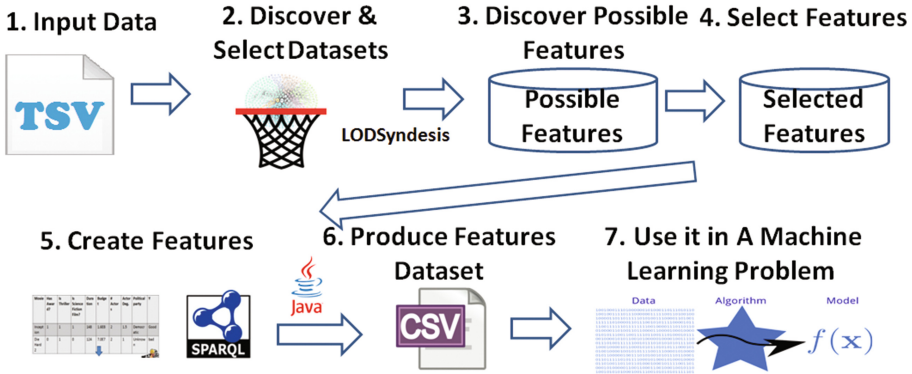 1. Input Data
TSV
2. Discover &
Select Datasets
LODSyndesis
3. Discover Possible
Features
Possible
Features
4. Select Features
Selected
Features
5. Create Features
SPARQL
Java
6. Produce Features
Dataset
CSV
7. Use it in A Machine
Learning Problem
Data
Algorithm
Model
f(x)